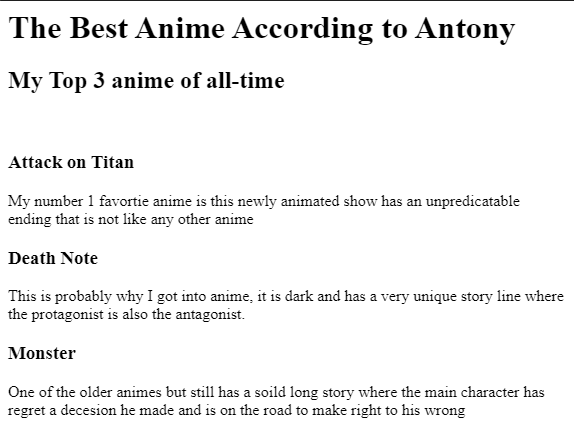 The Best Anime According to Antony
My Top 3 anime of all-time
Attack on Titan
My number 1 favortie anime is this newly animated show has an unpredicatable
ending that is not like any other anime
Death Note
This is probably why I got into anime, it is dark and has a very unique story line where
the protagonist is also the antagonist.
Monster
One of the older animes but still has a soild long story where the main character has
regret a decesion he made and is on the road to make right to his wrong